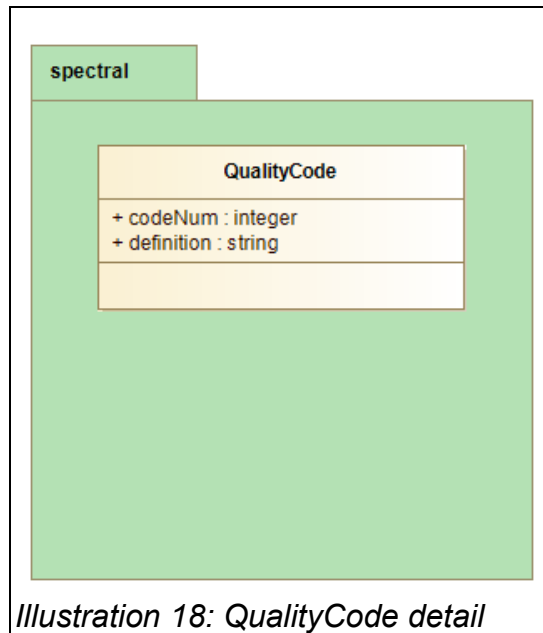 spectral
QualityCode
+ codeNum : integer
+ definition : string
Illustration 18: QualityCode detail